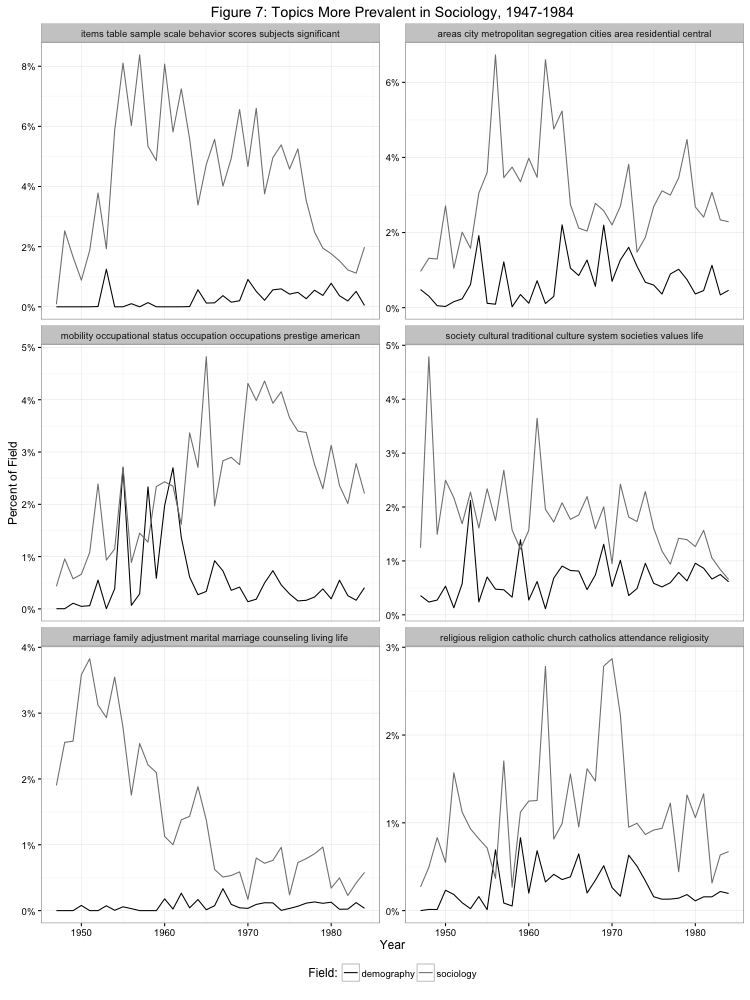 Figure 7: Topics More Prevalent in Sociology, 1947-1984
items table sample scale behavior scores subjects significant
areas city metropolitan segregation cities area residential central
8%
6%
4%
2%
0%
6%
4%
2%
0%
mobility occupational status occupation occupations prestige american
society cultural traditional culture system societies values life
5%
4%
3%
2%
1%
0%
5%
4%
3%
2%
1%
0%
Percent of Field
marriage family adjustment marital marriage counseling living life
religious religion catholic church catholics attendance religiosity
4%
3%
2%
1%
0%
3%
2%
1%
0%
1950 1960 1970 1980
1950 1960 1970 1980
Year
Field: demography sociology